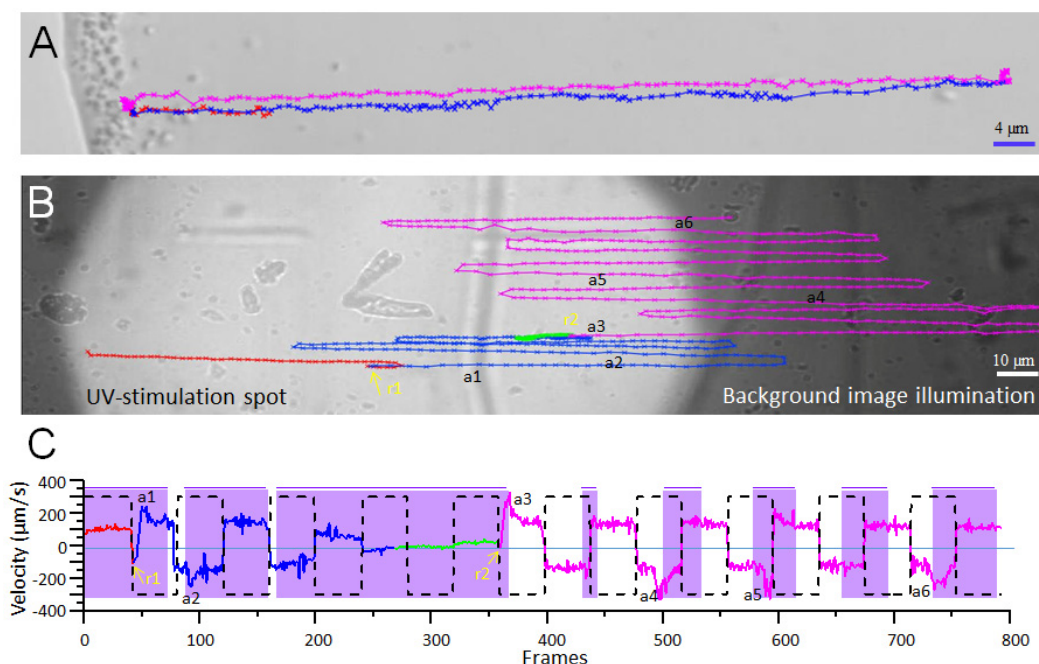 A
4 µm
B
a6
a5
a4
r2
a3
a2
a1
r1
10 µm
UV-stimulation spot
Background image illumination
C
Velocity (µm/s)
400
200
0
-200
-400
a1
r1
a2
r2
a3
a4
a5
a6
0 100 200 300 400 500 600 700 800
Frames